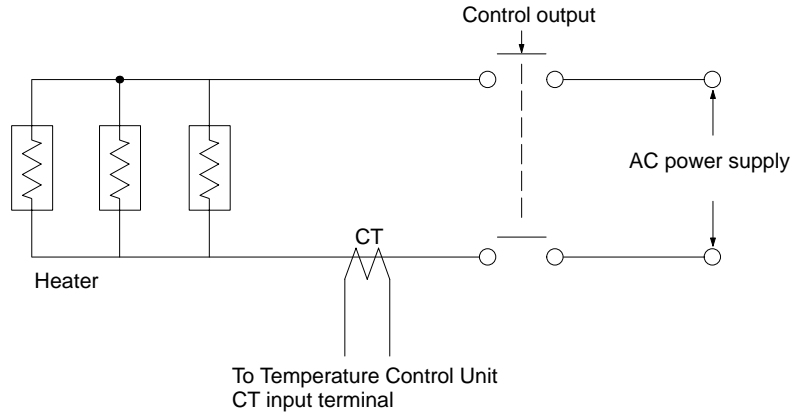 Control output
AC power supply
CT
Heater
To Temperature Control Unit
CT input terminal